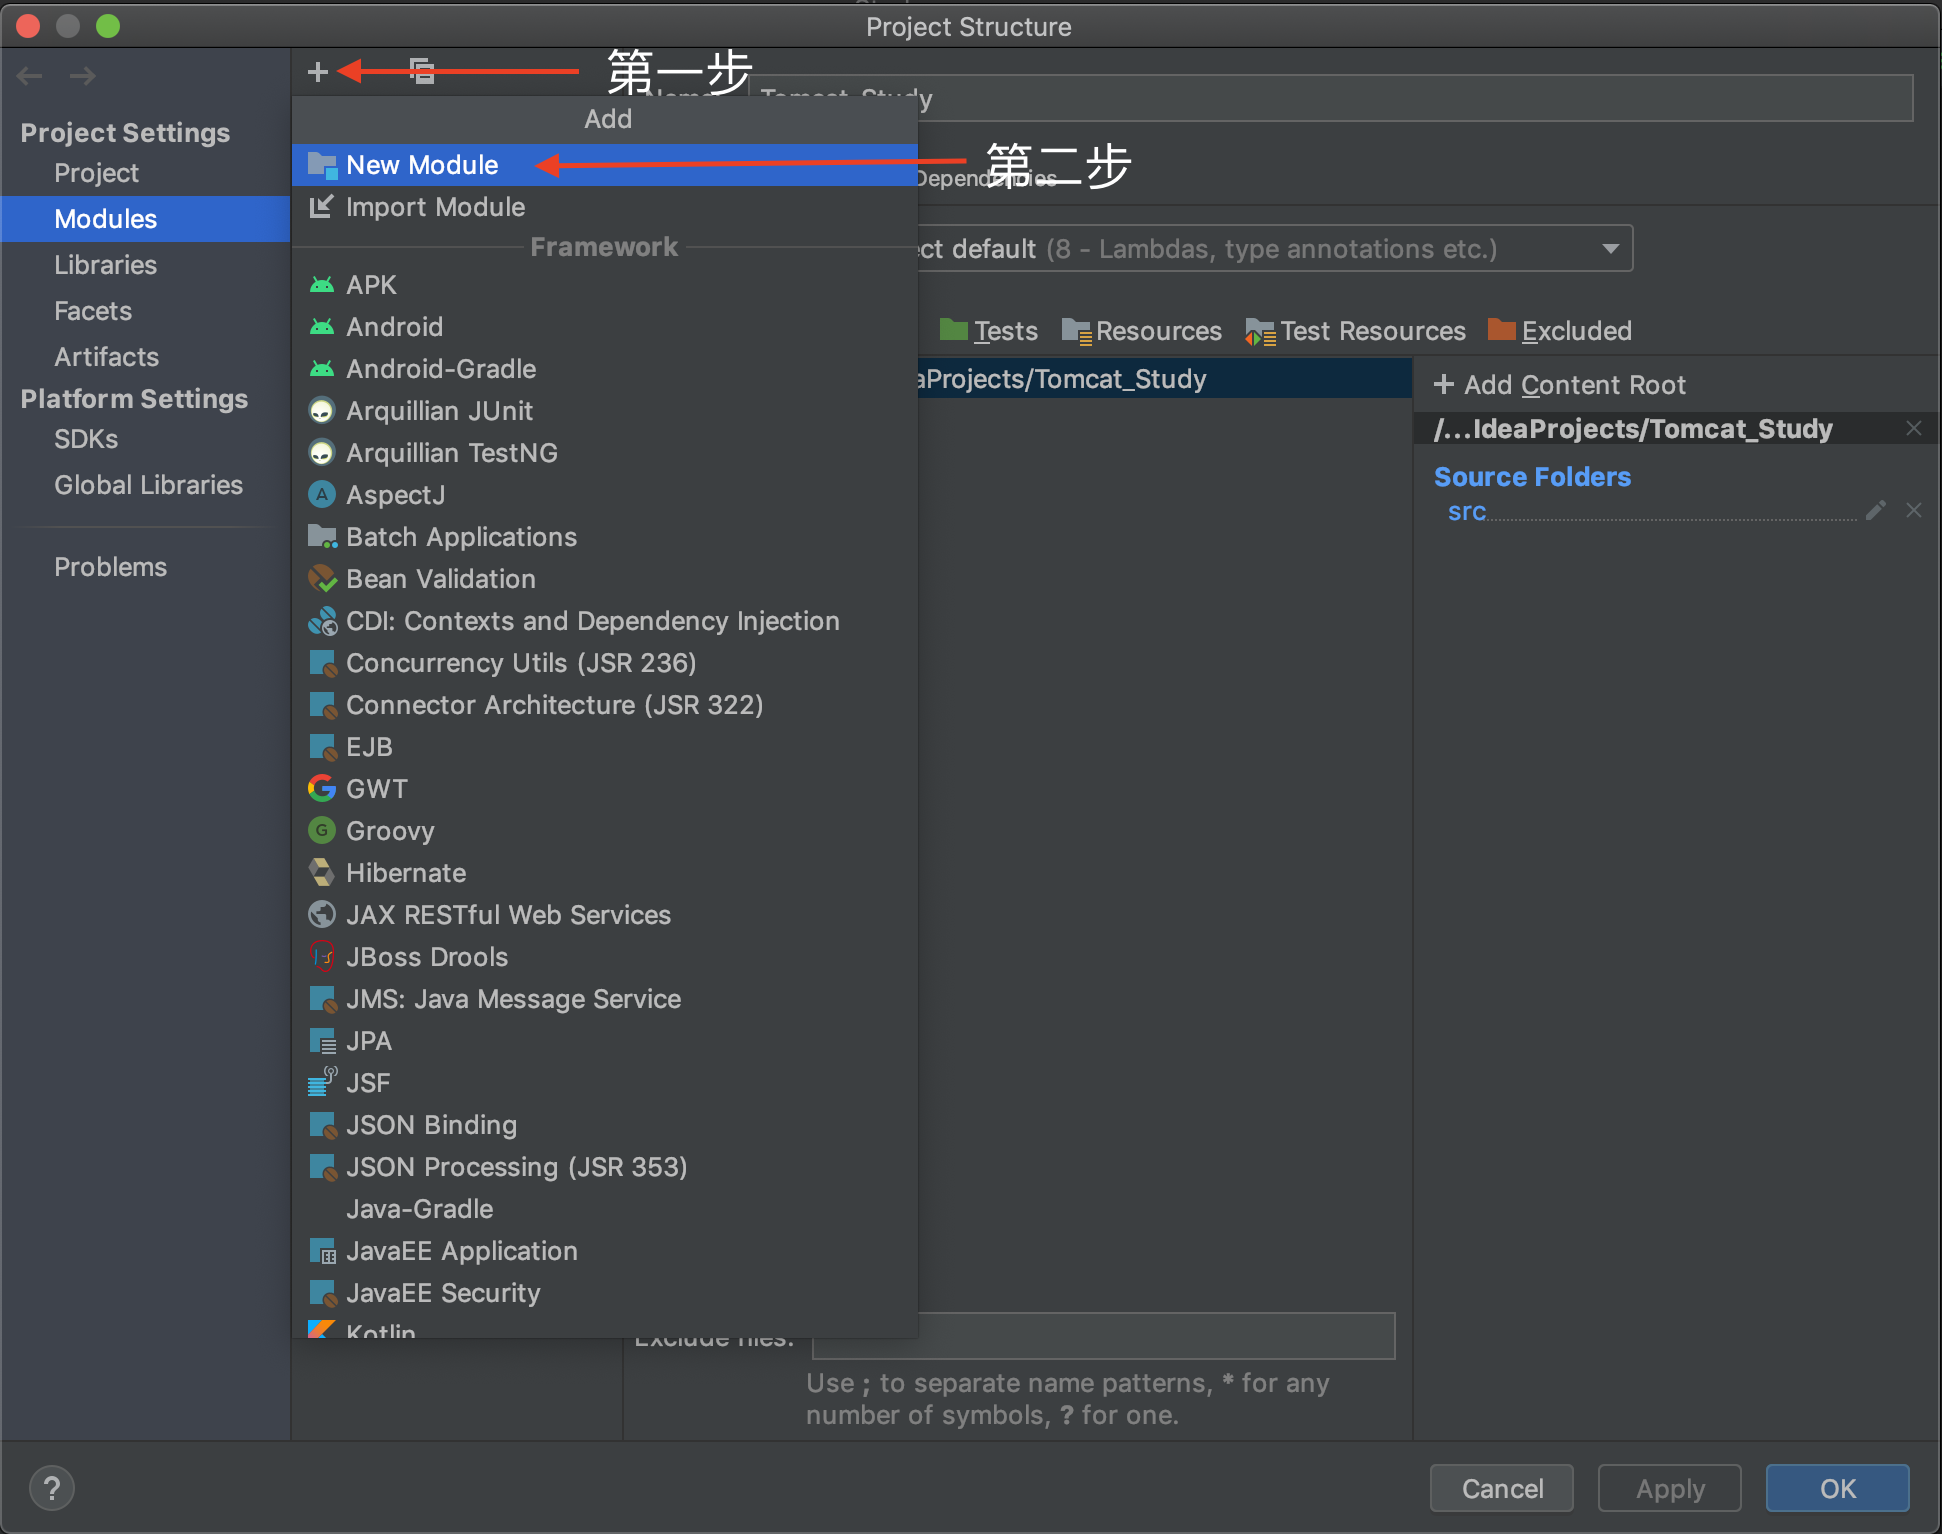 Project Structure
第一步
Name:
Tomcat_Study
Add
New Module
第二步
Dependencies
Import Module
Framework
ect default (8 - Lambdas, type annotations etc.)
APK
Android
Android-Gradle
Arquillian JUnit
Arquillian TestNG
AspectJ
Batch Applications
Bean Validation
CDI: Contexts and Dependency Injection
Concurrency Utils (JSR 236)
Connector Architecture (JSR 322)
EJB
GWT
Groovy
Hibernate
JAX RESTful Web Services
JBoss Drools
JMS: Java Message Service
JPA
JSF
JSON Binding
JSON Processing (JSR 353)
Java-Gradle
JavaEE Application
JavaEE Security
Kotlin
Project Settings
Project
Modules
Libraries
Facets
Artifacts
Platform Settings
SDKs
Global Libraries
Problems
Tests Resources Test Resources Excluded
aProjects/Tomcat_Study
Add Content Root
/...IdeaProjects/Tomcat_Study
Source Folders
src
Exclude files:
Use ; to separate name patterns, * for any
number of symbols, ? for one.
?
Cancel Apply OK